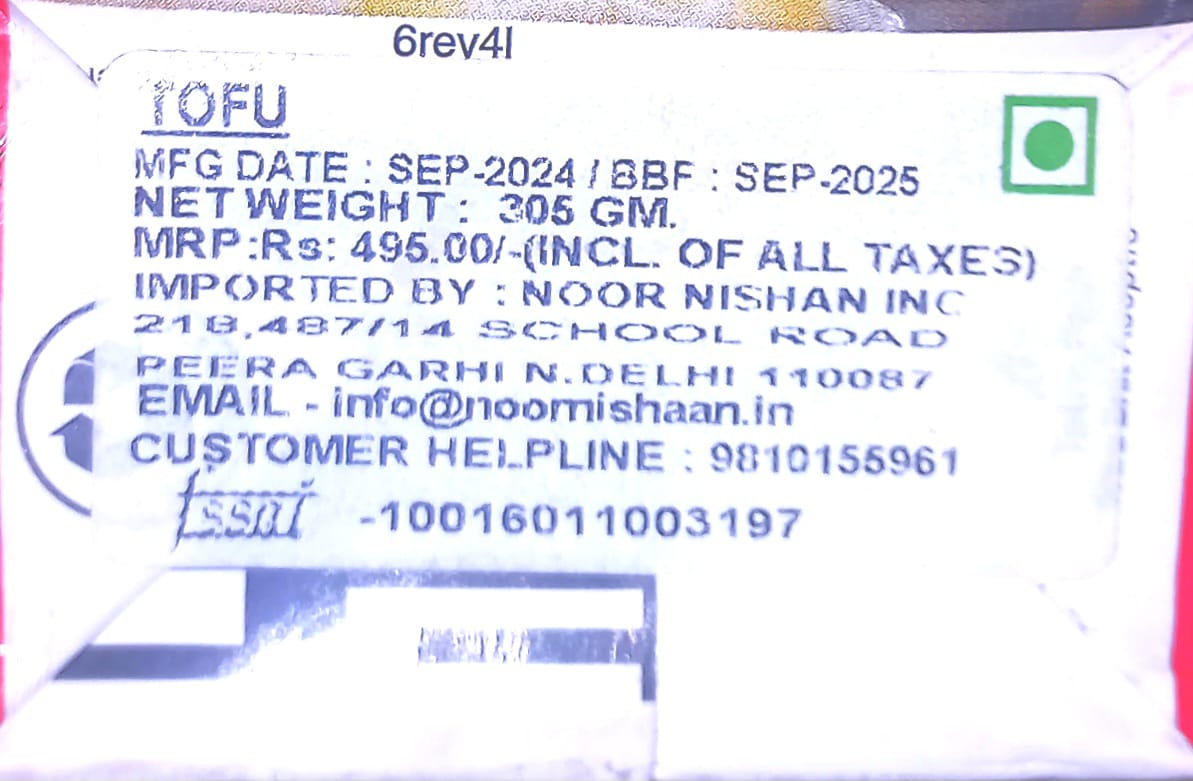 6rev4l
TOFU
MFG DATE : SEP-2024 / BBF : SEP-2025
NET WEIGHT : 305 GM.
MRP:Rs: 495.00/-(INCL. OF ALL TAXES)
IMPORTED BY : NOOR NISHAN INC
218,487/14 SCHOOL ROAD
PEERA GARHI N.DELHI 110087
EMAIL - info@noornishaan.in
CUSTOMER HELPLINE : 9810155961
fssai -10016011003197